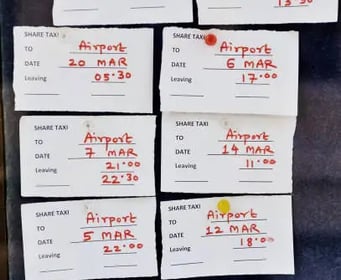 13.30
SHARE TAXI
TO Airport
DATE 20 MAR
Leaving 05.30
SHARE TAXI
TO Airport
DATE 6 MAR
Leaving 17.00
SHARE TAXI
TO Airport
DATE 7 MAR
Leaving 21.00
22.30
SHARE TAXI
TO Airport
DATE 14 MAR
Leaving 11.00
SHARE TAXI
TO Airport
DATE 5 MAR
Leaving 22.00
SHARE TAXI
TO Airport
DATE 12 MAR
Leaving 18.00